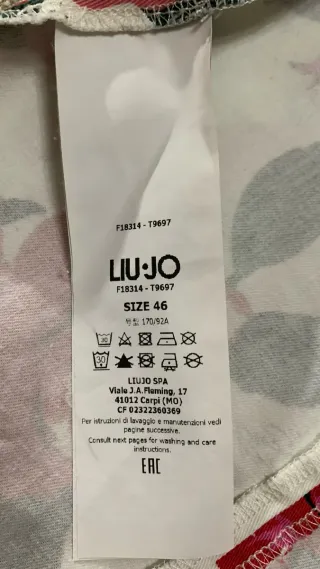 F18314 - T9697
LIU·JO
F18314 - T9697
SIZE 46
170/92A
30
LIUJO SPA
Viale J.A.Fleming, 17
41012 Carpi (MO)
CF 02322360369
Per istruzioni di lavaggio e manutenzioni vedi
pagine successive.
Consult next pages for washing and care
instructions.
EAC